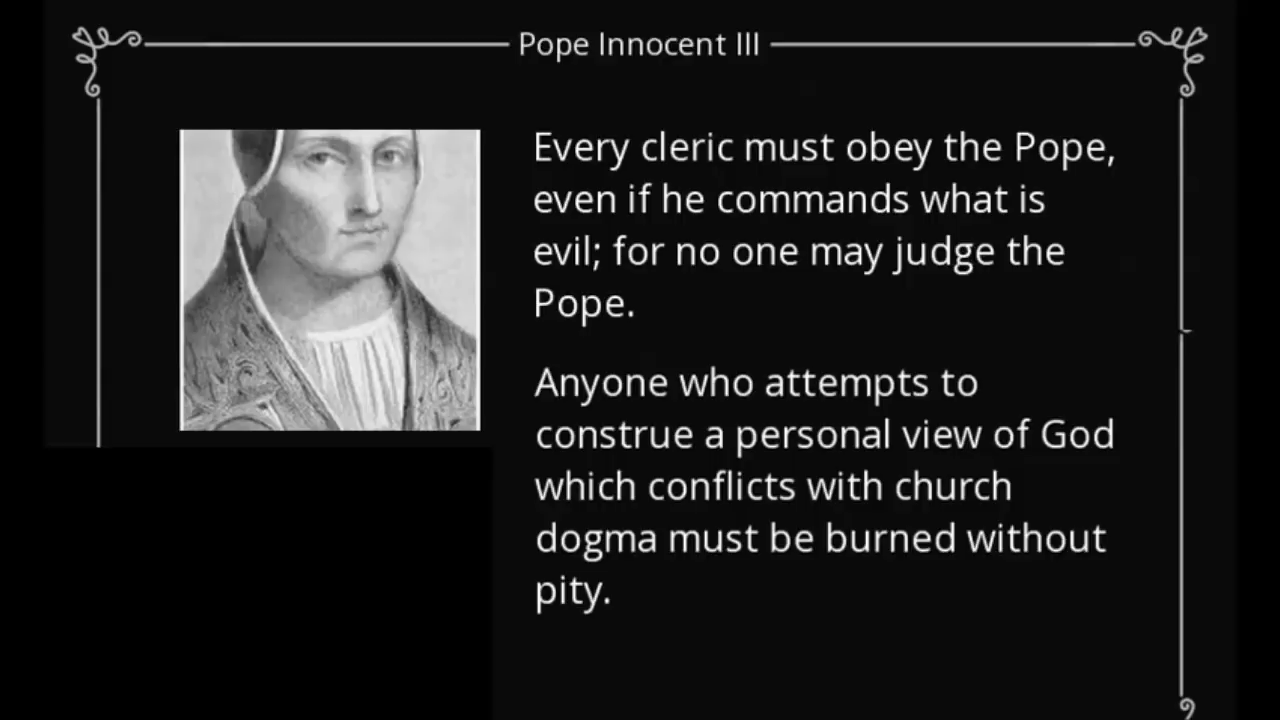 Pope Innocent III
Every cleric must obey the Pope,
even if he commands what is
evil; for no one may judge the
Pope.
Anyone who attempts to
construe a personal view of God
which conflicts with church
dogma must be burned without
pity.